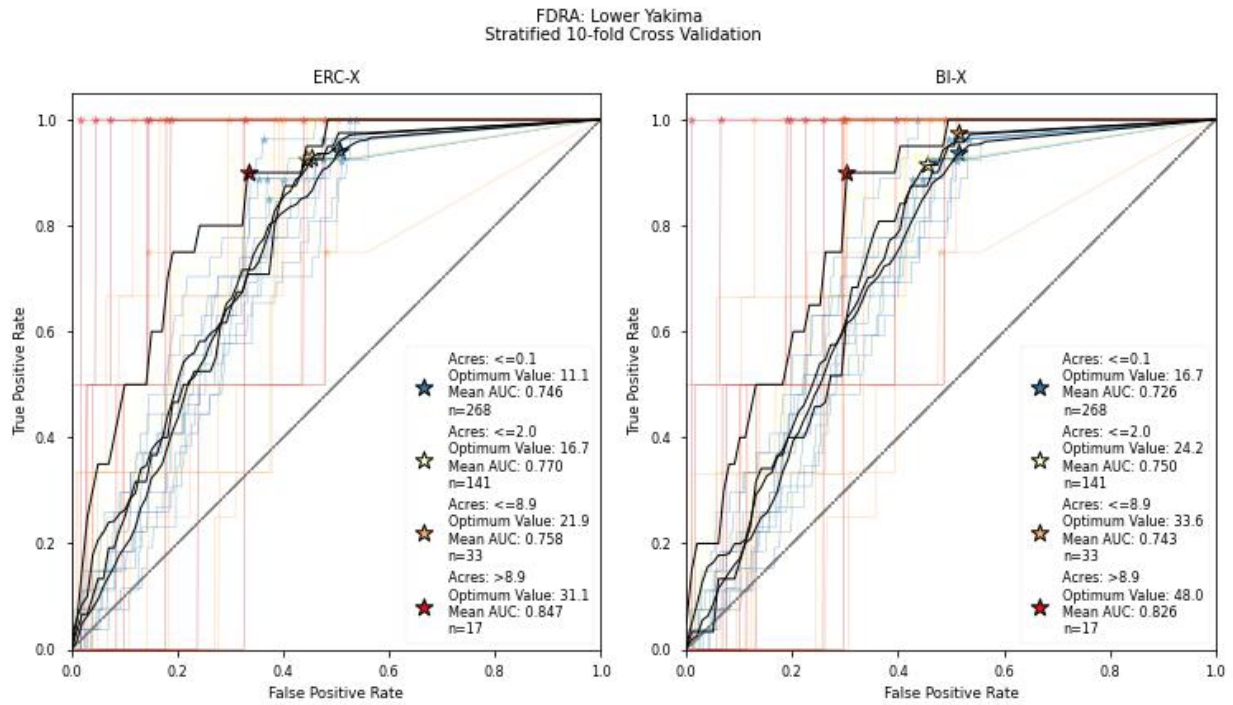 FDRA: Lower Yakima
Stratified 10-fold Cross Validation
ERC-X
1.0
0.8
0.6
0.4
0.2
0.0
True Positive Rate
0.0 0.2 0.4 0.6 0.8 1.0
False Positive Rate
Acres: <=0.1
Optimum Value: 11.1
Mean AUC: 0.746
n=268
Acres: <=2.0
Optimum Value: 16.7
Mean AUC: 0.770
n=141
Acres: <=8.9
Optimum Value: 21.9
Mean AUC: 0.758
n=33
Acres: >8.9
Optimum Value: 31.1
Mean AUC: 0.847
n=17
BI-X
1.0
0.8
0.6
0.4
0.2
0.0
True Positive Rate
0.0 0.2 0.4 0.6 0.8 1.0
False Positive Rate
Acres: <=0.1
Optimum Value: 16.7
Mean AUC: 0.726
n=268
Acres: <=2.0
Optimum Value: 24.2
Mean AUC: 0.750
n=141
Acres: <=8.9
Optimum Value: 33.6
Mean AUC: 0.743
n=33
Acres: >8.9
Optimum Value: 48.0
Mean AUC: 0.826
n=17